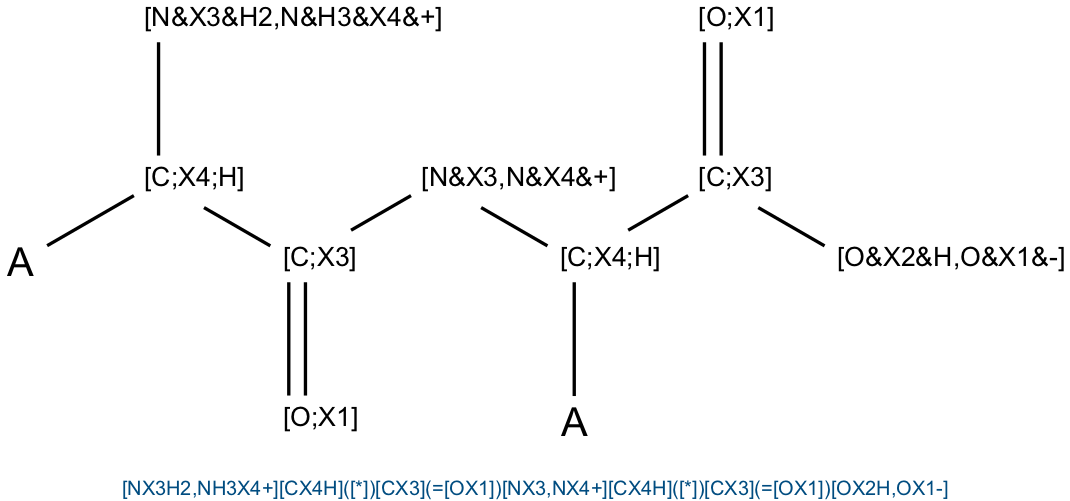 [N&X3&H2,N&H3&X4&+] [O;X1]
[C;X4;H] [N&X3,N&X4&+] [C;X3]
A [C;X3] [C;X4;H] [O&X2&H,O&X1&-]
[O;X1] A
[NX3H2,NH3X4+][CX4H]([*])[CX3](=[OX1])[NX3,NX4+][CX4H]([*])[CX3](=[OX1])[OX2H,OX1-]